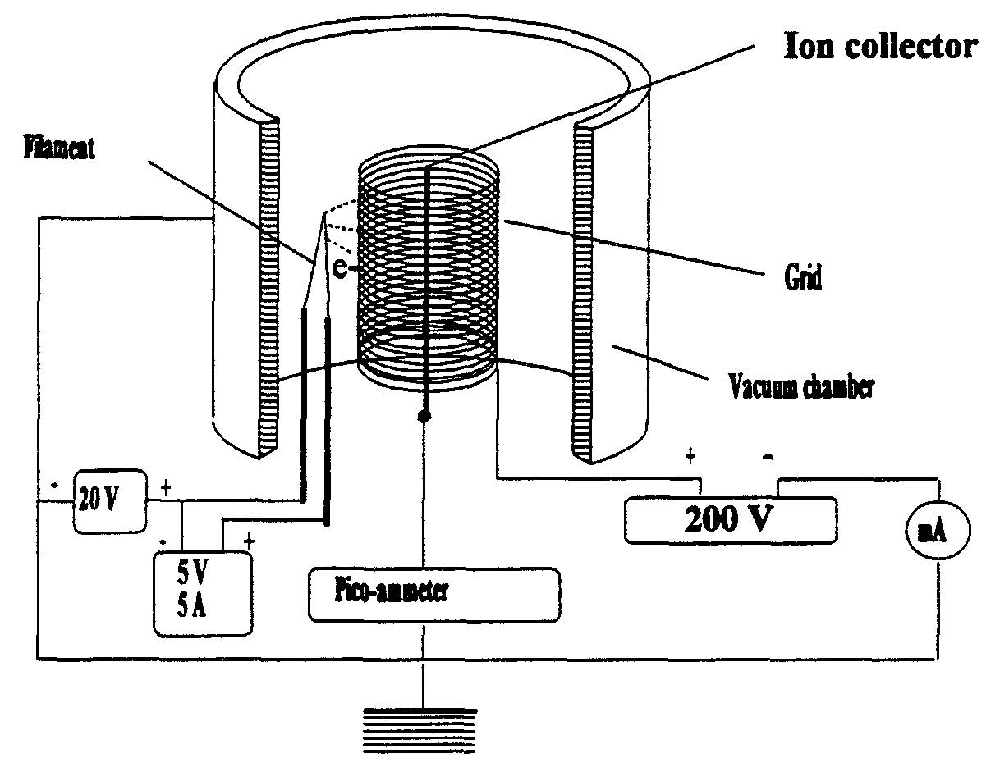 Ion collector
Filament
e-
Grid
Vacuum chamber
+ -
- 20 V +
200 V
mA
- +
5 V
5 A
Pico-ammeter